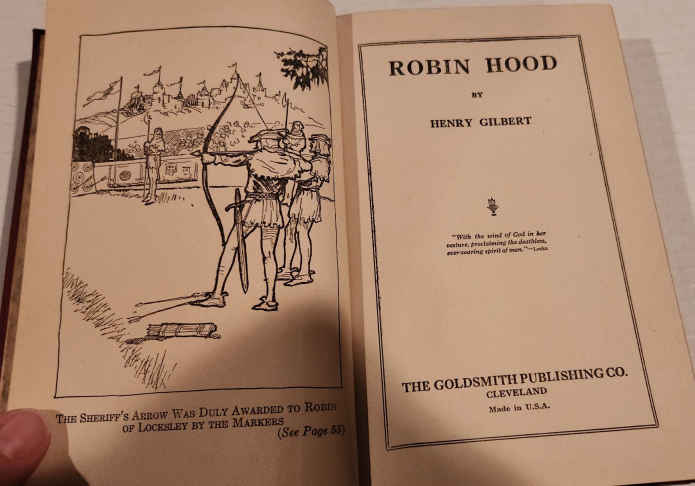 THE SHERIFF'S ARROW WAS DULY AWARDED TO ROBIN
OF LOCKSLEY BY THE MARKERS
(See Page 55)
ROBIN HOOD
BY
HENRY GILBERT
"With the wind of God in her
vesture, proclaiming the deathless,
ever-soaring spirit of man."—
THE GOLDSMITH PUBLISHING CO.
CLEVELAND
Made in U.S.A.